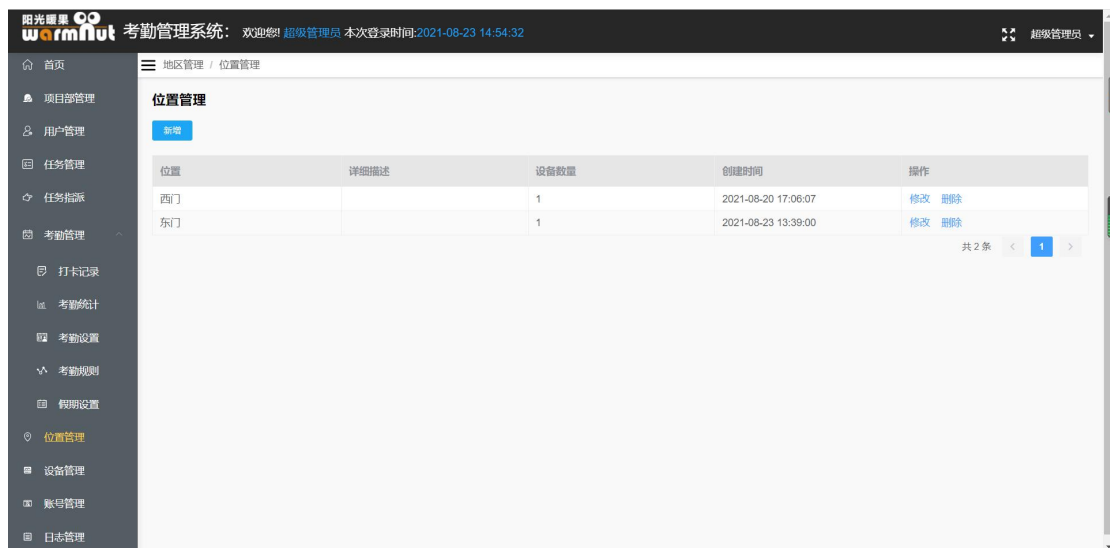 阳光暖果
warmnut 考勤管理系统： 欢迎您! 超级管理员 本次登录时间:2021-08-23 14:54:32 超级管理员
首页
项目部管理
用户管理
任务管理
任务指派
考勤管理
打卡记录
考勤统计
考勤设置
考勤规则
假期设置
位置管理
设备管理
账号管理
日志管理
地区管理 / 位置管理
位置管理
新增
位置 详细描述 设备数量 创建时间 操作
西门 1 2021-08-20 17:06:07 修改 删除
东门 1 2021-08-23 13:39:00 修改 删除
共 2 条 < 1 >